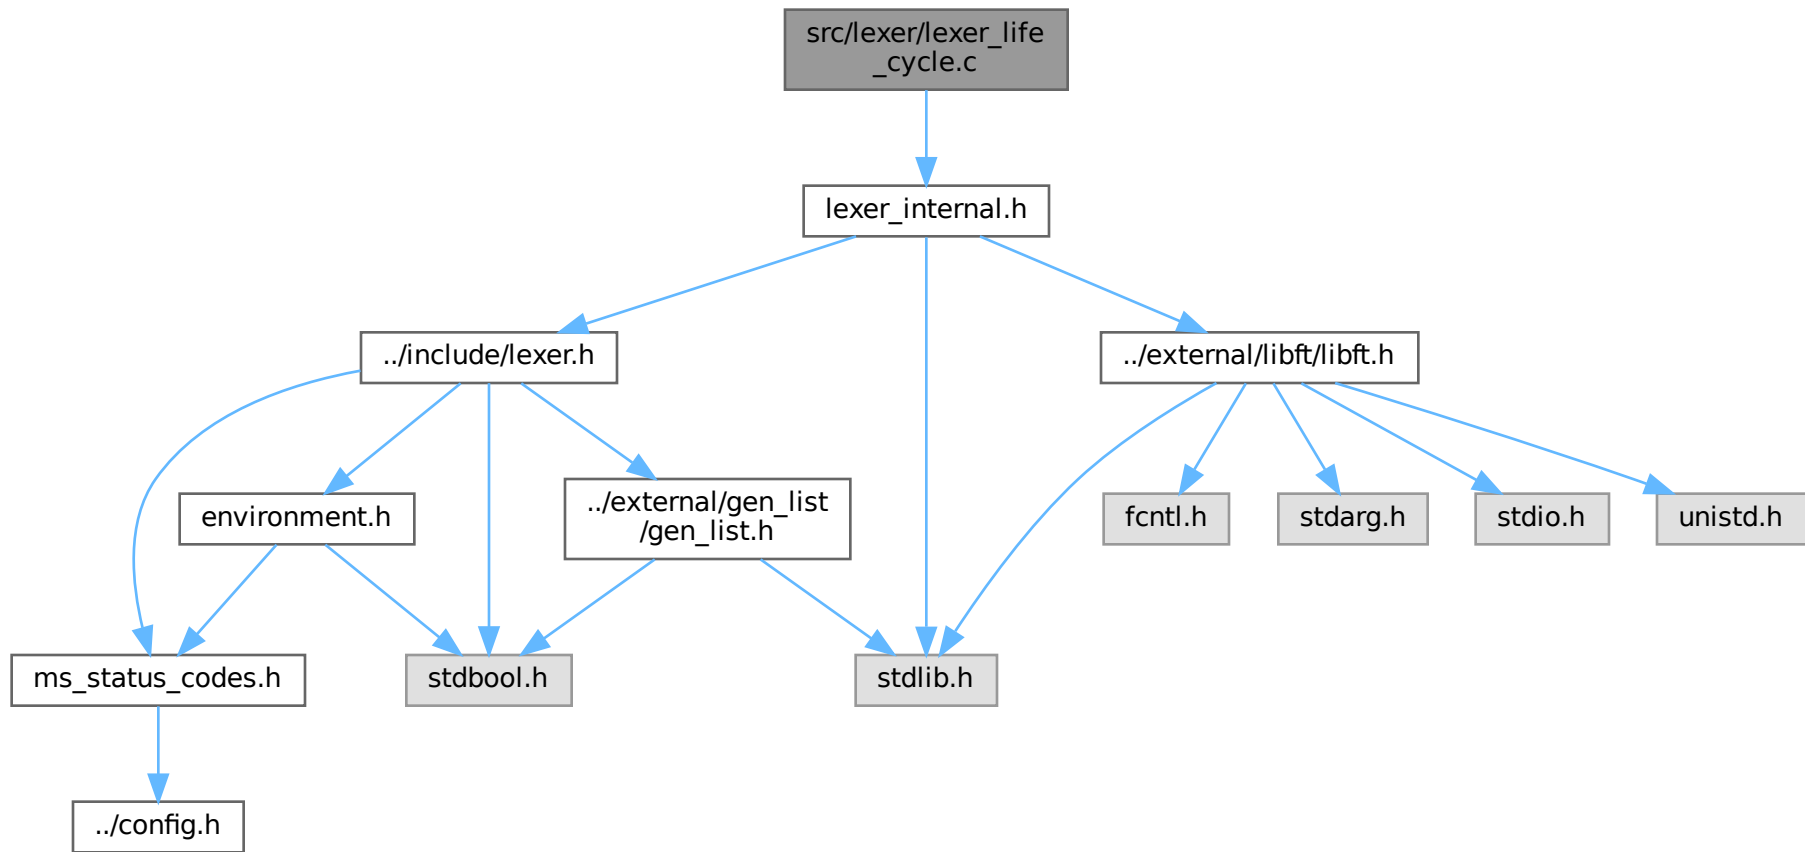 src/lexer/lexer_life
_cycle.c
lexer_internal.h
../include/lexer.h
../external/libft/libft.h
environment.h
../external/gen_list
/gen_list.h
fcntl.h
stdarg.h
stdio.h
unistd.h
ms_status_codes.h
stdbool.h
stdlib.h
../config.h